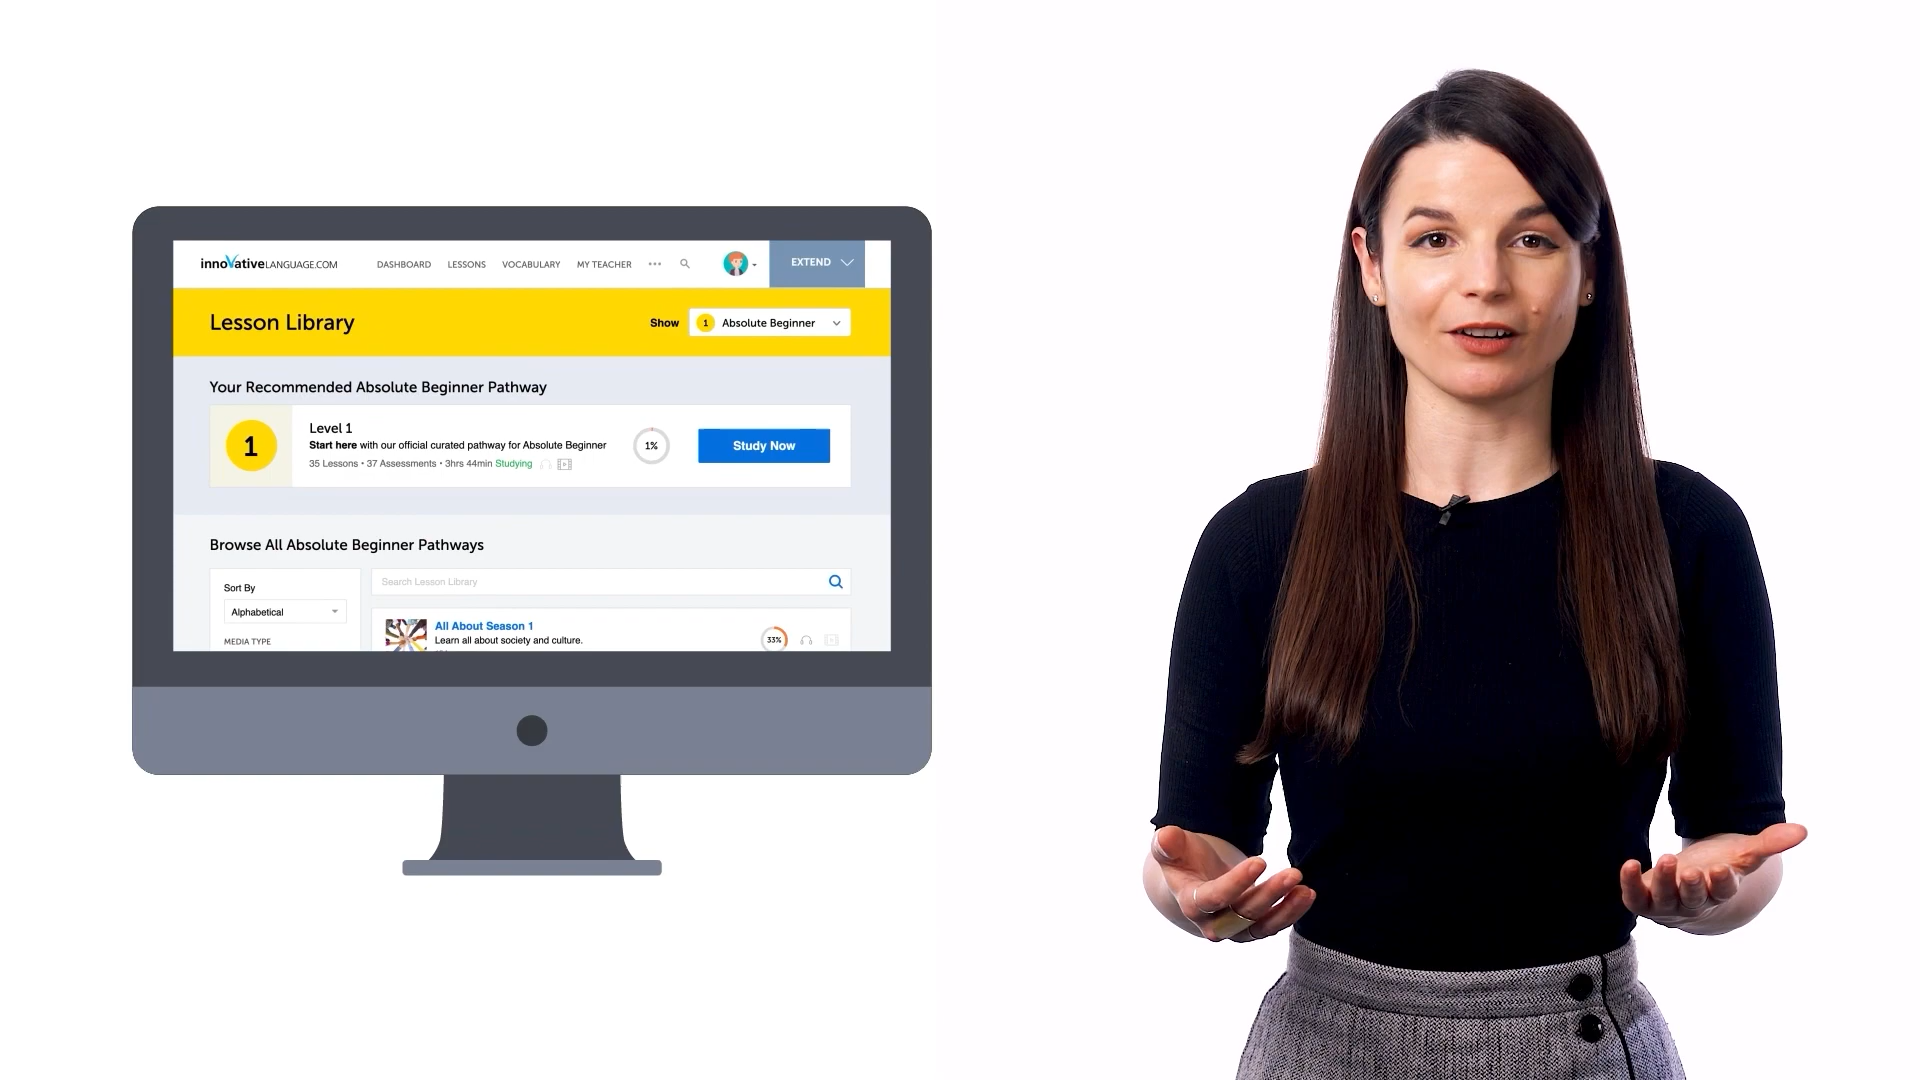 innovativeLANGUAGE.COM DASHBOARD LESSONS VOCABULARY MY TEACHER EXTEND
Lesson Library
Show 1 Absolute Beginner
Your Recommended Absolute Beginner Pathway
1
Level 1
Start here with our official curated pathway for Absolute Beginner
35 Lessons • 37 Assessments • 3hrs 44min Studying
1%
Study Now
Browse All Absolute Beginner Pathways
Sort By
Alphabetical
MEDIA TYPE
Search Lesson Library
All About Season 1
Learn all about society and culture.
33%